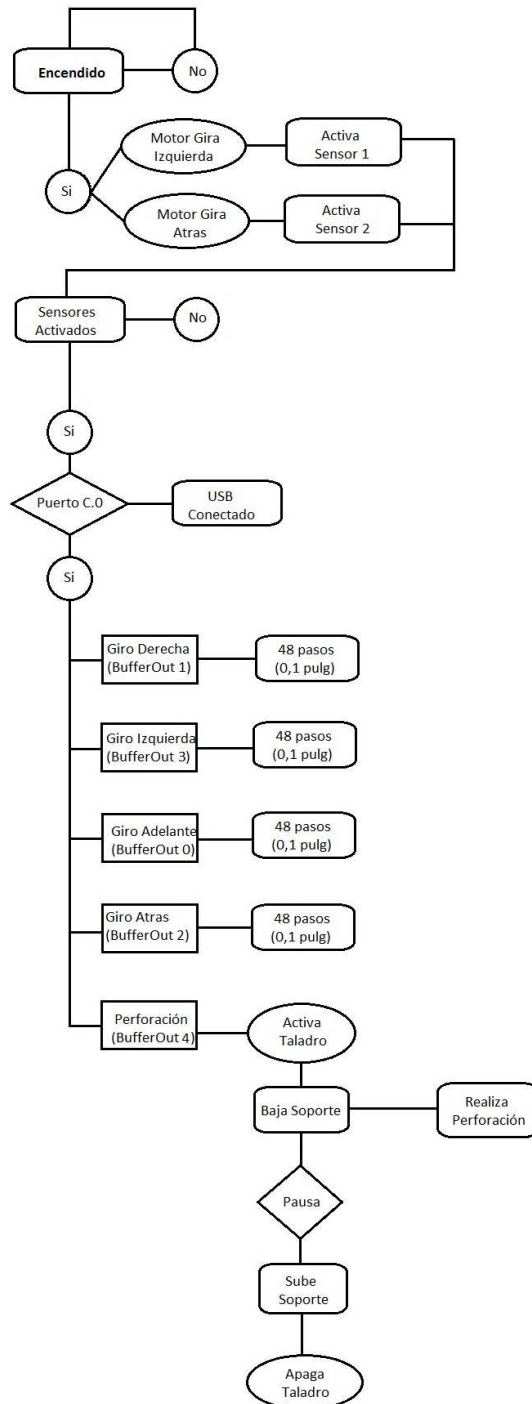 Encendido
No
Motor Gira
Izquierda
Activa
Sensor 1
Si
Motor Gira
Atras
Activa
Sensor 2
Sensores
Activados
No
Si
Puerto C.0
USB
Conectado
Si
Giro Derecha
(BufferOut 1)
48 pasos
(0,1 pulg)
Giro Izquierda
(BufferOut 3)
48 pasos
(0,1 pulg)
Giro Adelante
(BufferOut 0)
48 pasos
(0,1 pulg)
Giro Atras
(BufferOut 2)
48 pasos
(0,1 pulg)
Perforación
(BufferOut 4)
Activa
Taladro
Baja Soporte
Realiza
Perforación
Pausa
Sube
Soporte
Apaga
Taladro